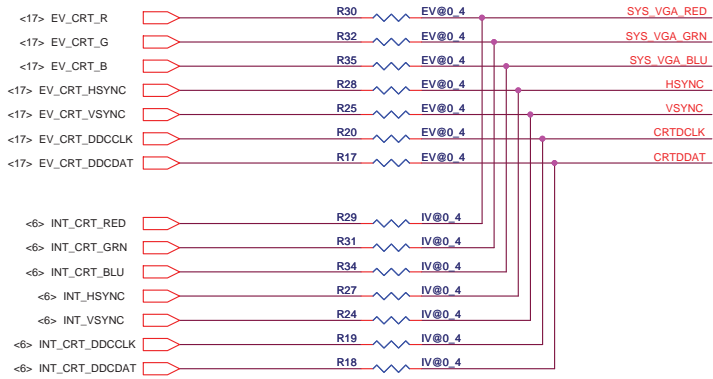 <17> EV_CRT_R R30 EV@0_4 SYS_VGA_RED
<17> EV_CRT_G R32 EV@0_4 SYS_VGA_GRN
<17> EV_CRT_B R35 EV@0_4 SYS_VGA_BLU
<17> EV_CRT_HSYNC R28 EV@0_4 HSYNC
<17> EV_CRT_VSYNC R25 EV@0_4 VSYNC
<17> EV_CRT_DDCCLK R20 EV@0_4 CRTDCLK
<17> EV_CRT_DDCDAT R17 EV@0_4 CRTDDAT
<6> INT_CRT_RED R29 IV@0_4
<6> INT_CRT_GRN R31 IV@0_4
<6> INT_CRT_BLU R34 IV@0_4
<6> INT_HSYNC R27 IV@0_4
<6> INT_VSYNC R24 IV@0_4
<6> INT_CRT_DDCCLK R19 IV@0_4
<6> INT_CRT_DDCDAT R18 IV@0_4